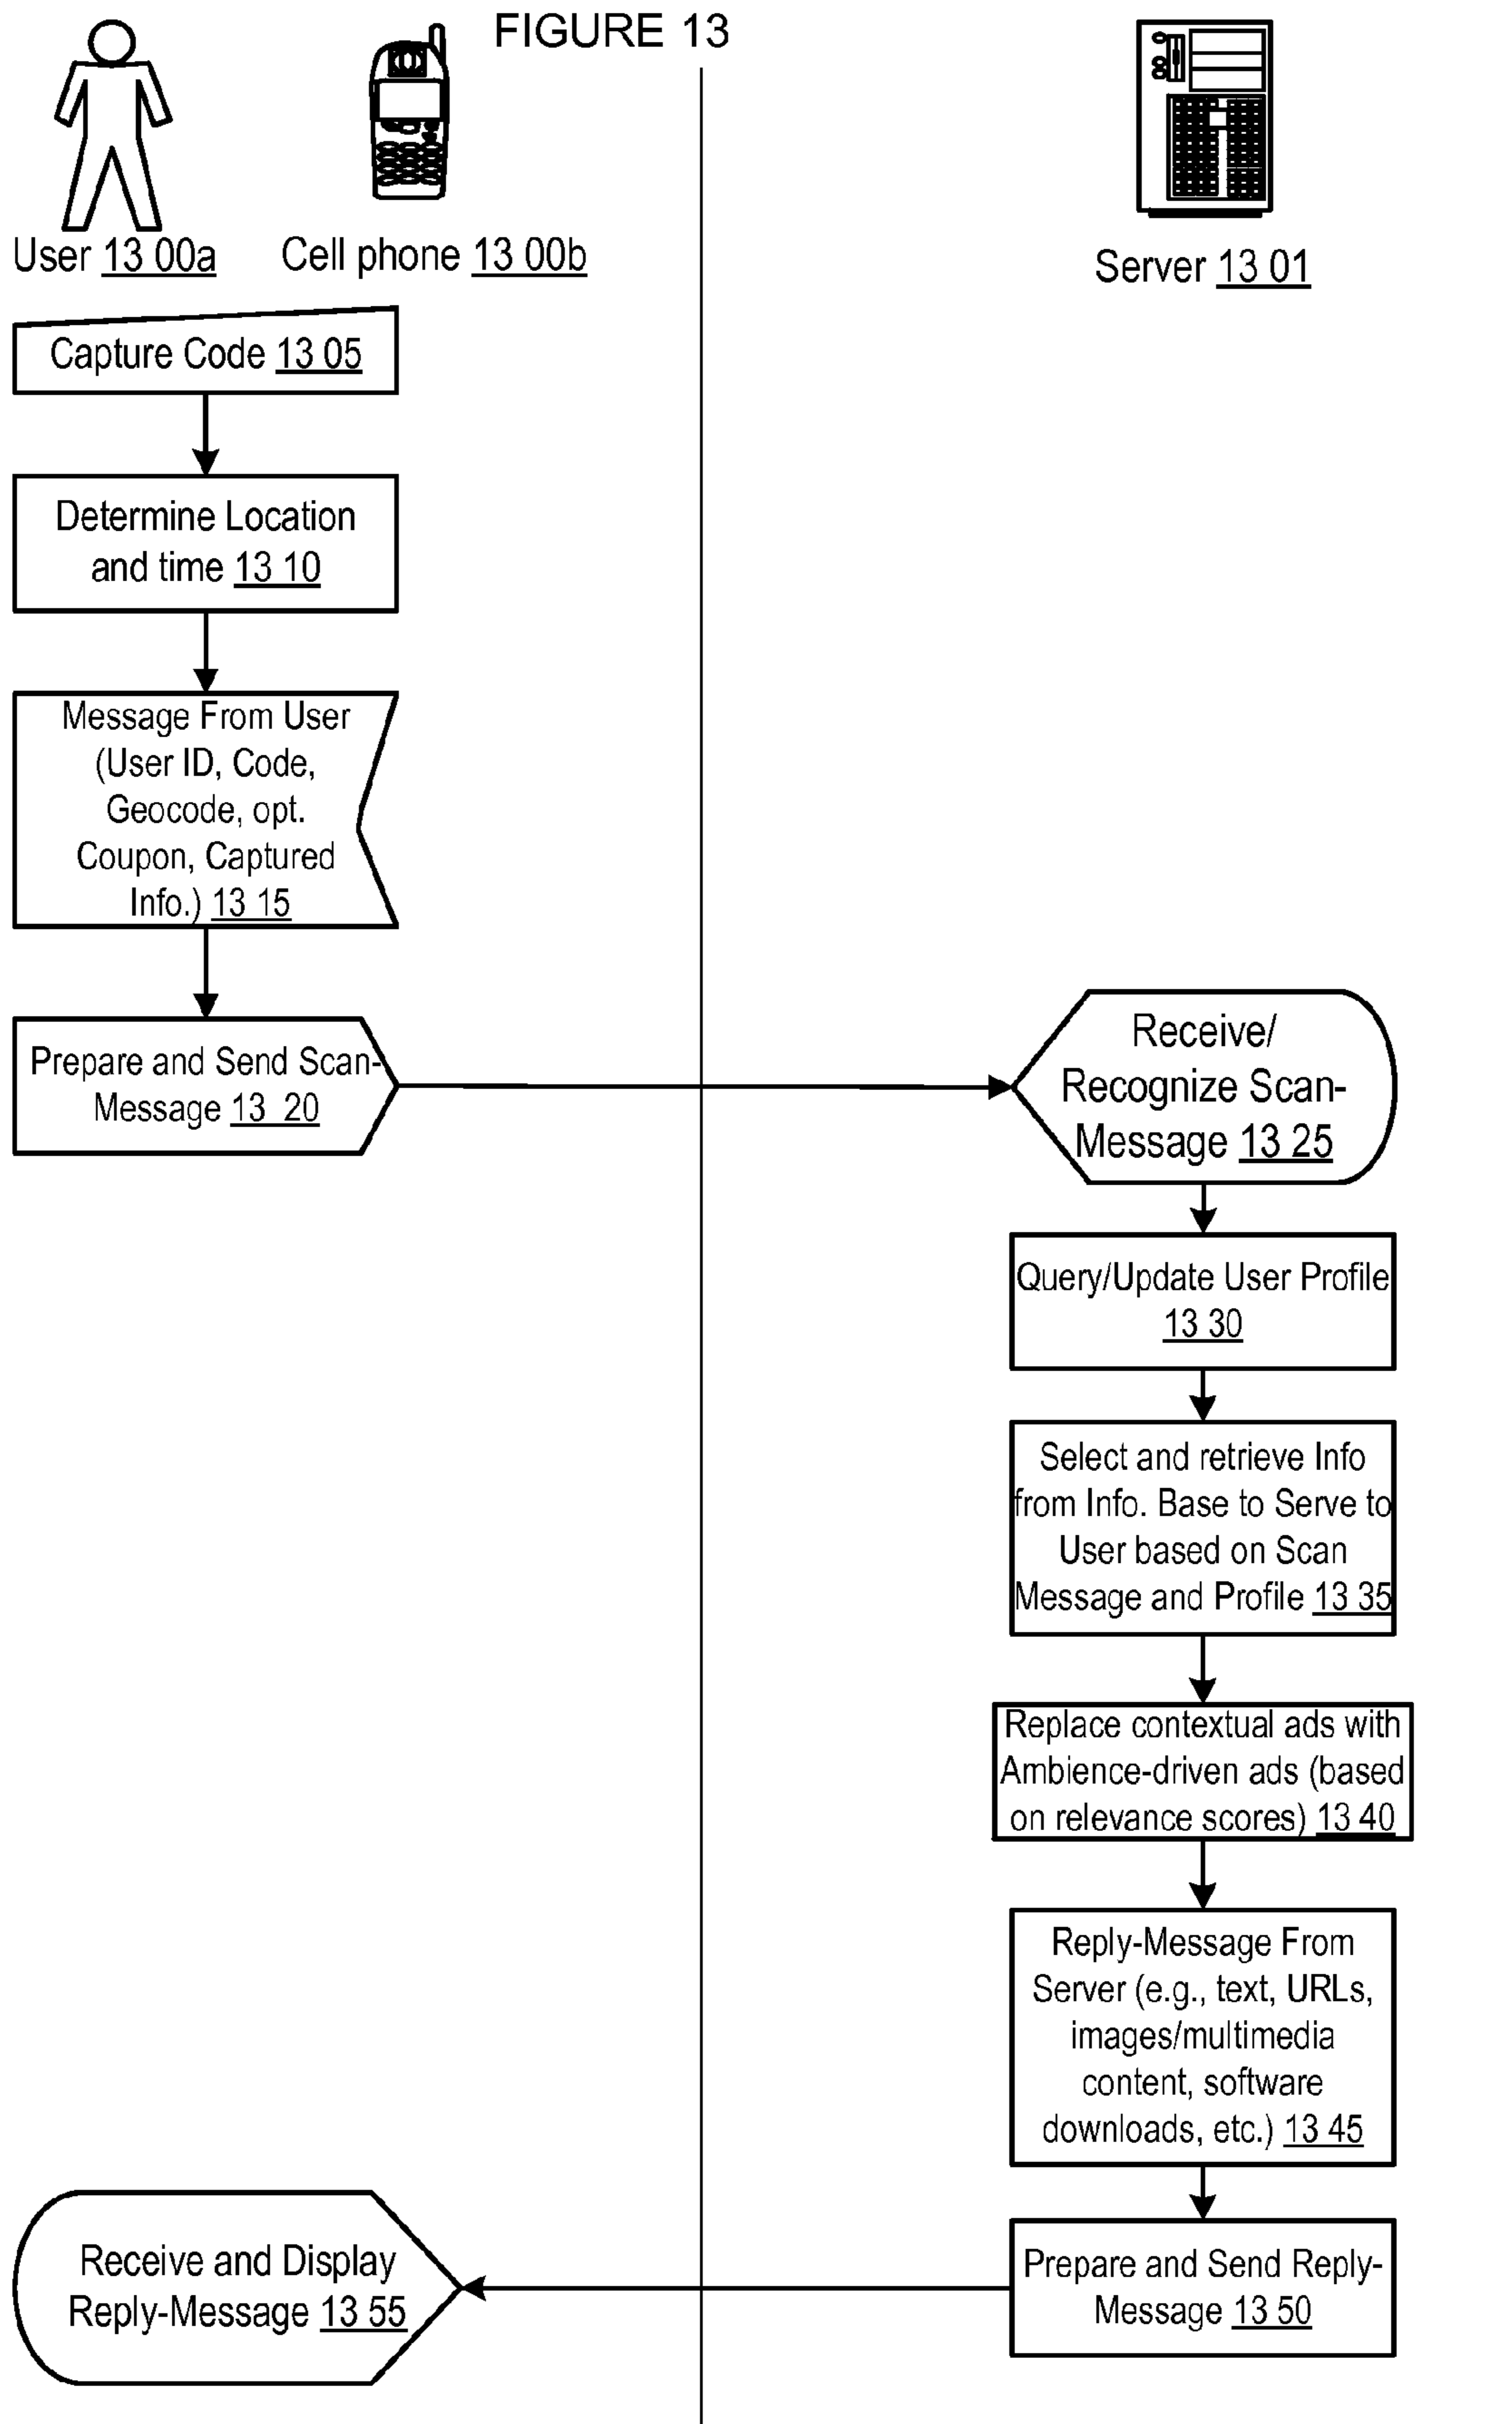 FIGURE 13
User 13 00a
Cell phone 13 00b
Server 13 01
Capture Code 13 05
Determine Location
and time 13 10
Message From User
(User ID, Code,
Geocode, opt.
Coupon, Captured
Info.) 13 15
Prepare and Send Scan-
Message 13 20
Receive/
Recognize Scan-
Message 13 25
Query/Update User Profile
13 30
Select and retrieve Info
from Info. Base to Serve to
User based on Scan
Message and Profile 13 35
Replace contextual ads with
Ambience-driven ads (based
on relevance scores) 13 40
Reply-Message From
Server (e.g., text, URLs,
images/multimedia
content, software
downloads, etc.) 13 45
Prepare and Send Reply-
Message 13 50
Receive and Display
Reply-Message 13 55